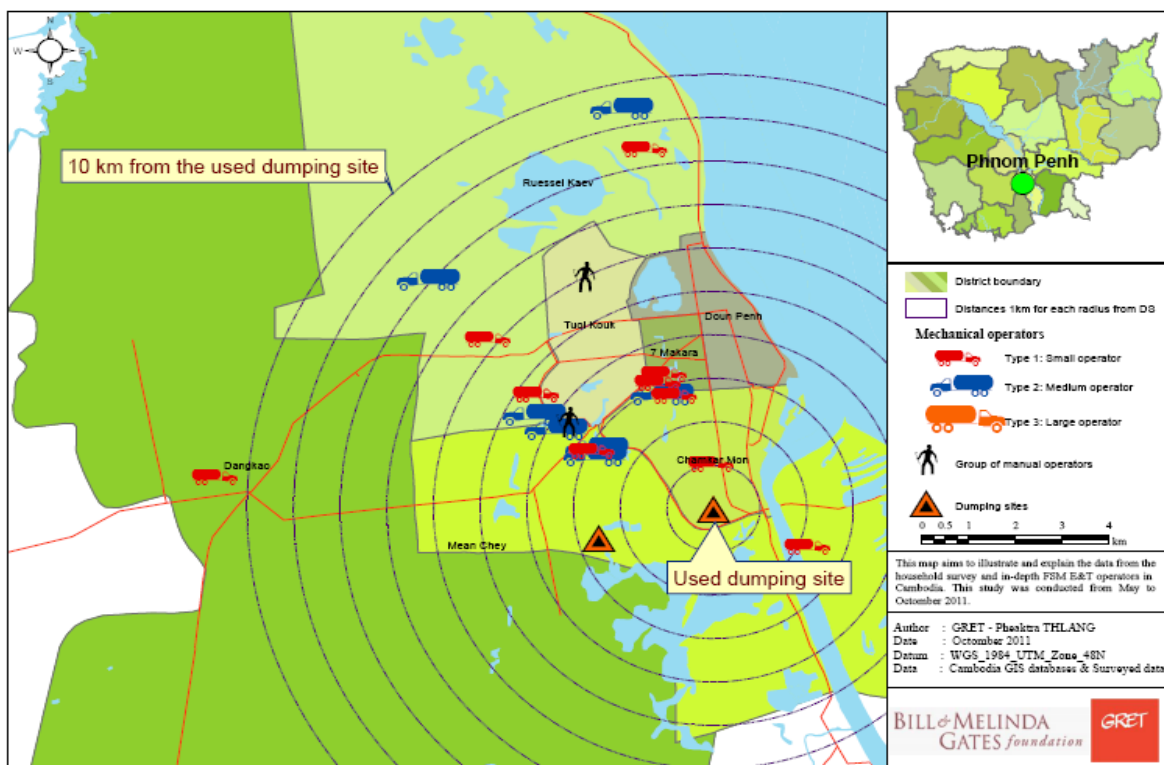 N
W E
S
10 km from the used dumping site
Ruessel Kaev
Tuol Kouk
Doun Penh
7 Makara
Dangkao
Chamkar Mon
Mean Chey
Used dumping site
Phnom Penh
District boundary
Distances 1km for each radius from DS
Mechanical operators
Type 1: Small operator
Type 2: Medium operator
Type 3: Large operator
Group of manual operators
Dumping sites
0 0.5 1 2 3 4
km
This map aims to illustrate and explain the data from the
household survey and in-depth FSM E&T operators in
Cambodia. This study was conducted from May to
Octomber 2011.
Author : GRET - Pheaktra THLANG
Date : Octomber 2011
Datum : WGS_1984_UTM_Zone_48N
Data : Cambodia GIS databases & Surveyed data
BILL & MELINDA
GATES foundation
GRET